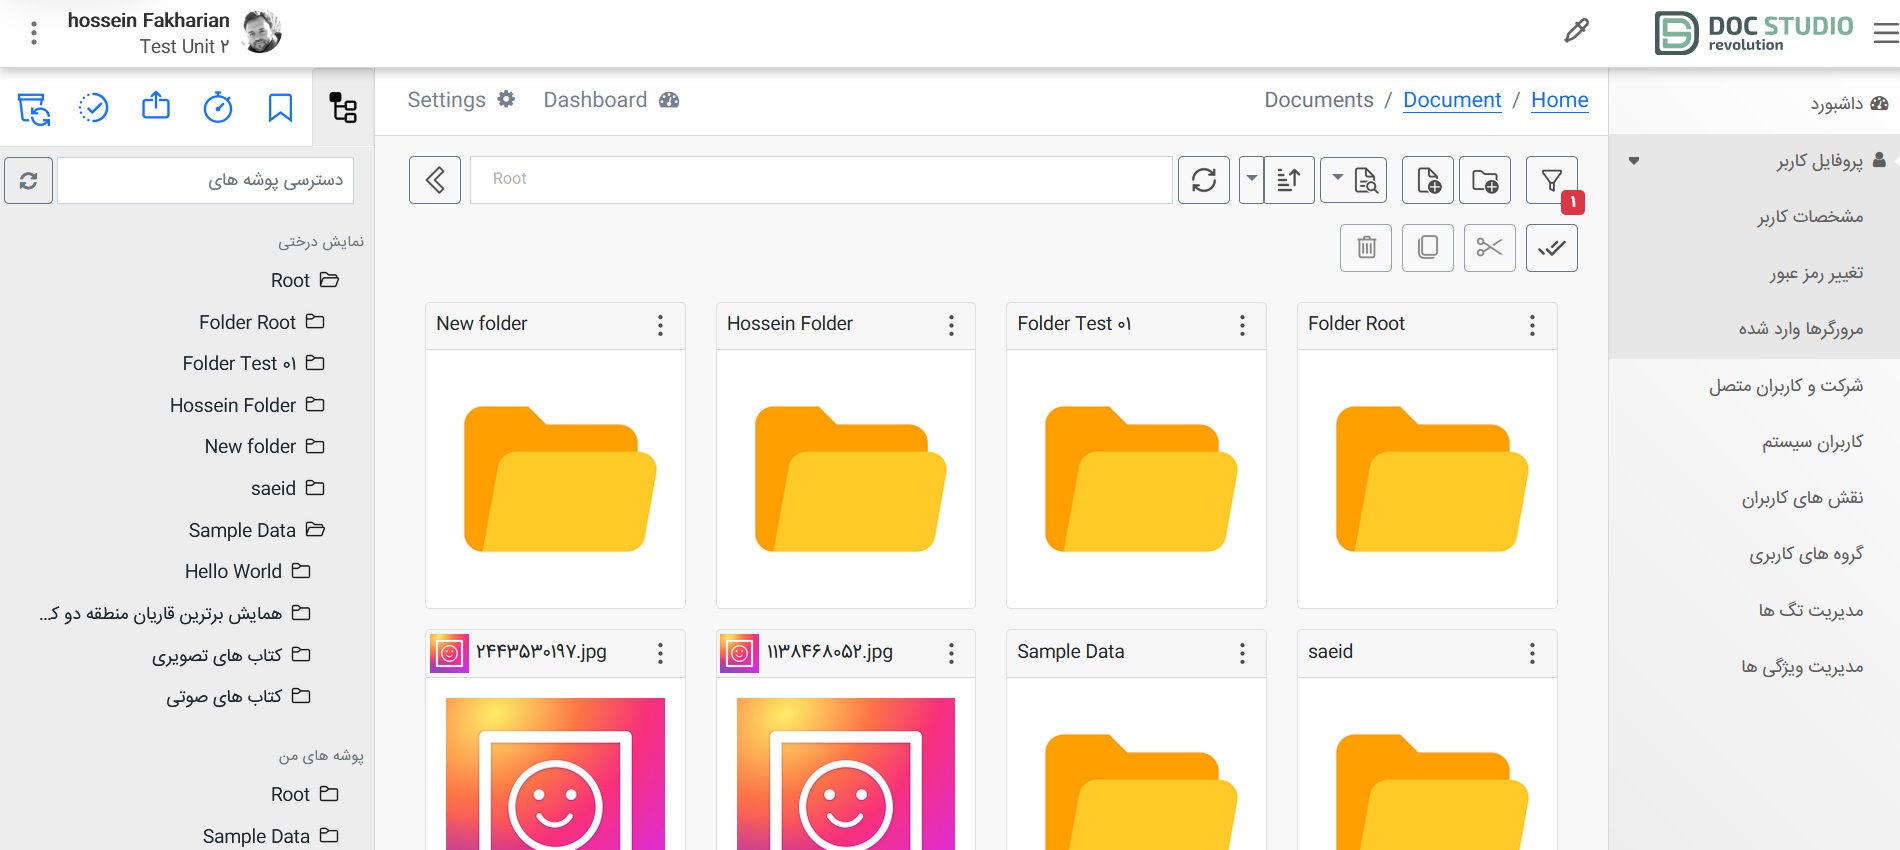 hossein Fakharian
Test Unit ۲
DOC STUDIO
revolution
Settings
Dashboard
Documents / Document / Home
داشبورد
پروفایل کاربر
مشخصات کاربر
تغییر رمز عبور
مرورگرها وارد شده
شرکت و کاربران متصل
کاربران سیستم
نقش های کاربران
گروه های کاربری
مدیریت تگ ها
مدیریت ویژگی ها
Root
۱
New folder
Hossein Folder
Folder Test ۰۱
Folder Root
۲۴۴۳۵۳۰۱۹۷.jpg
۱۱۳۸۴۶۸۰۵۲.jpg
Sample Data
saeid
دسترسی پوشه های
نمایش درختی
Root
Folder Root
Folder Test ۰۱
Hossein Folder
New folder
saeid
Sample Data
Hello World
همایش برترین قاریان منطقه دو ک...
کتاب های تصویری
کتاب های صوتی
پوشه های من
Root
Sample Data